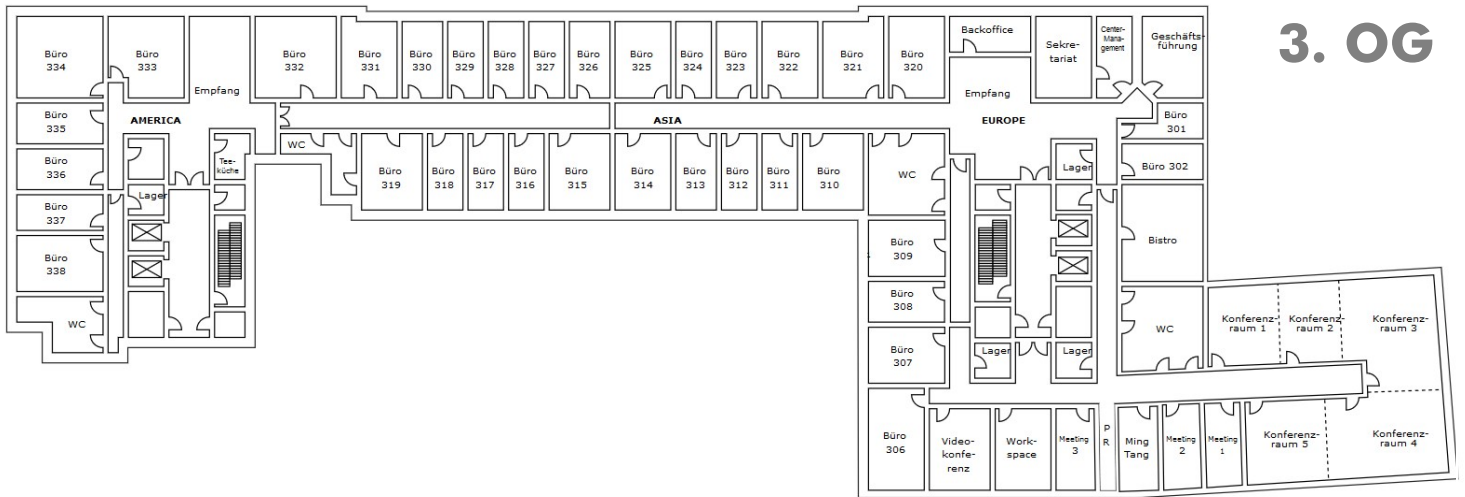 3. OG
Büro
334
Büro
333
Empfang
Büro
332
Büro
331
Büro
330
Büro
329
Büro
328
Büro
327
Büro
326
Büro
325
Büro
324
Büro
323
Büro
322
Büro
321
Büro
320
Backoffice
Empfang
Sekre-
tariat
Center-
Mana-
gement
Geschäfts-
führung
Büro
335
AMERICA
ASIA
EUROPE
Büro
301
WC
Büro
336
Tee-
küche
Büro
319
Büro
318
Büro
317
Büro
316
Büro
315
Büro
314
Büro
313
Büro
312
Büro
311
Büro
310
WC
Lager
Büro 302
Lager
Büro
337
Büro
338
Büro
309
Bistro
Büro
308
WC
WC
Konferenz-
raum 1
Konferenz-
raum 2
Konferenz-
raum 3
Büro
307
Lager
Lager
Büro
306
Video-
konfe-
renz
Work-
space
Meeting
3
P
R
Ming
Tang
Meeting
2
Meeting
1
Konferenz-
raum 5
Konferenz-
raum 4